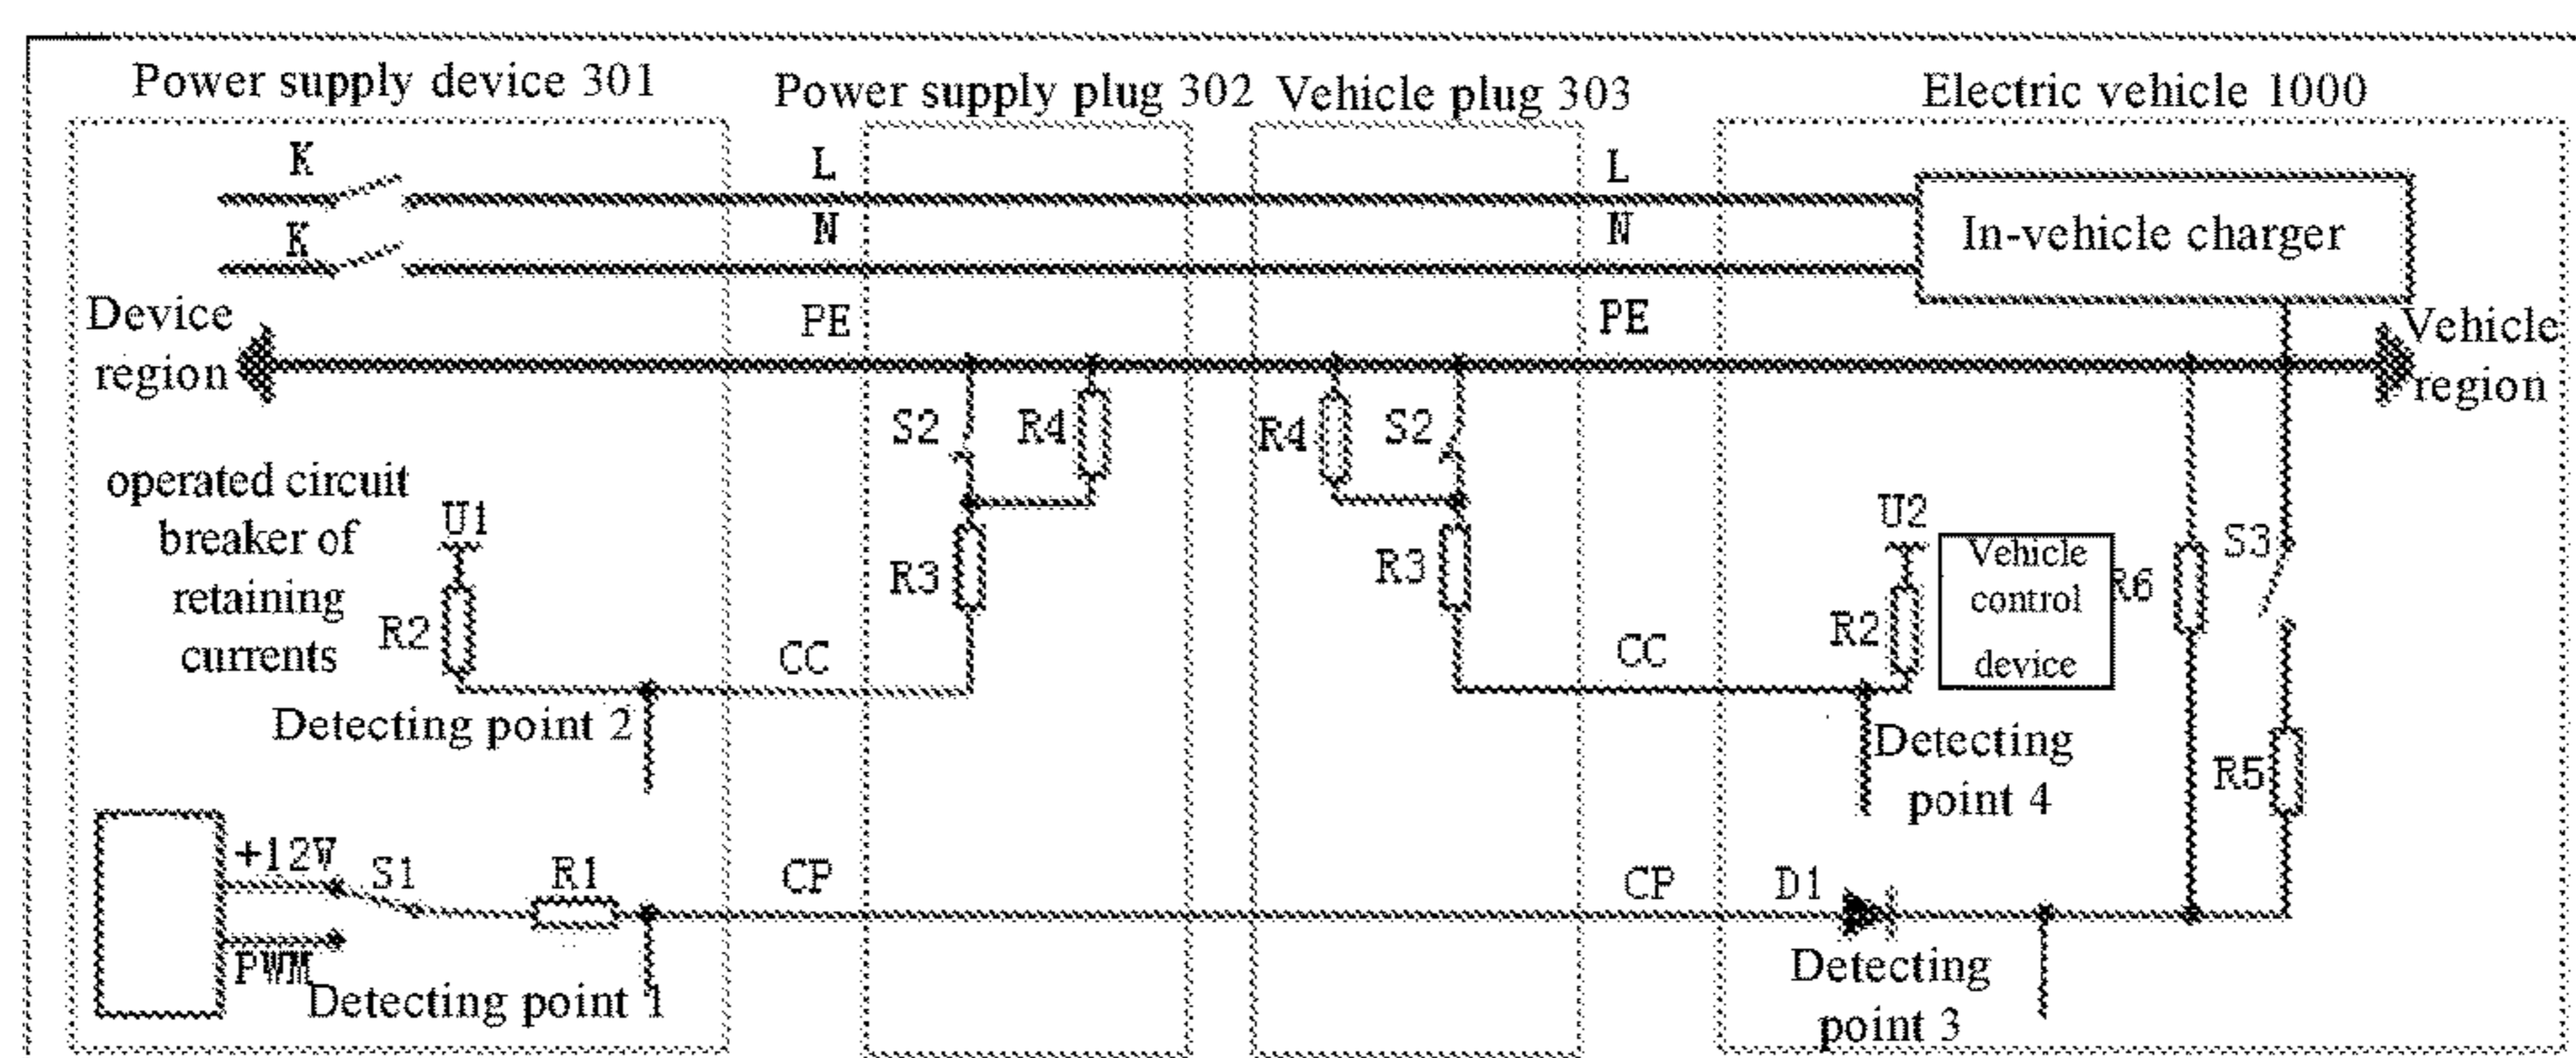 Power supply device 301
Power supply plug 302
Vehicle plug 303
Electric vehicle 1000
K
L
L
K
N
N
In-vehicle charger
Device
region
PE
PE
Vehicle
region
S2
R4
R4
S2
operated circuit
breaker of
retaining
currents
U1
R2
R3
R3
U2
R2
Vehicle
control
device
R6
S3
CC
CC
Detecting point 2
Detecting
point 4
R5
+12V
S1
R1
CP
CP
D1
PWM
Detecting point 1
Detecting
point 3